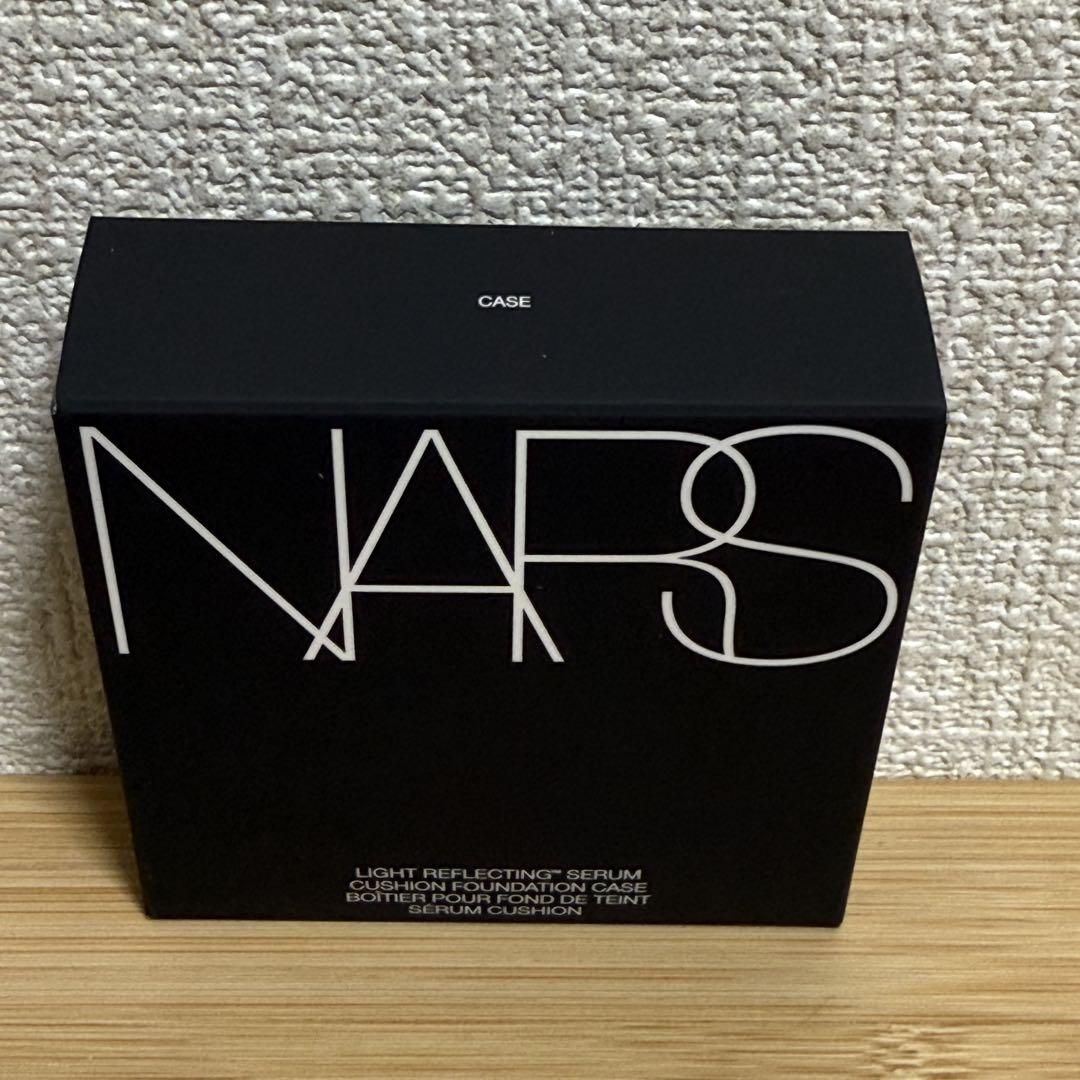 CASE
NARS
LIGHT REFLECTING™ SERUM
CUSHION FOUNDATION CASE
BOÎTIER POUR FOND DE TEINT
SÉRUM CUSHION